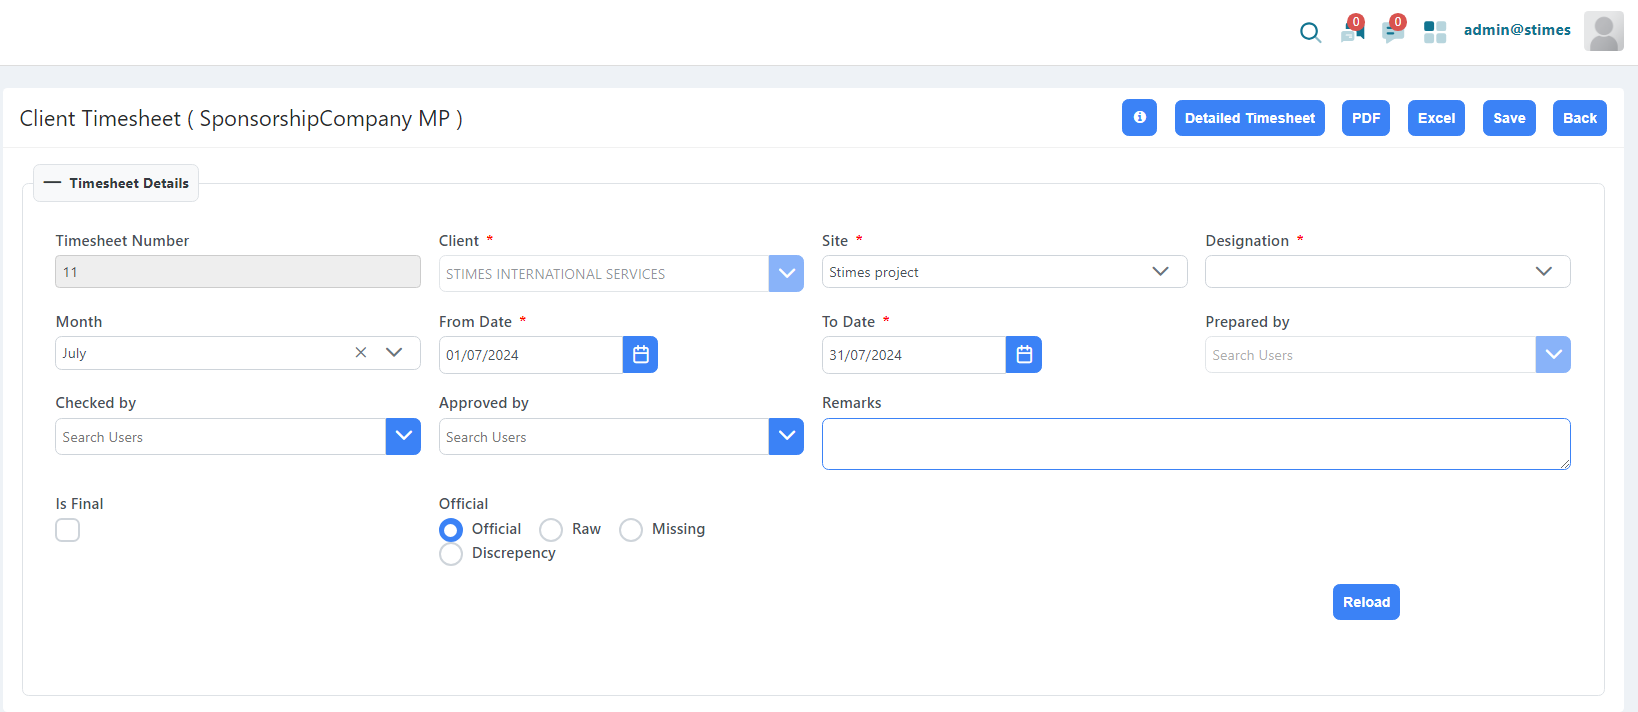 0 0 admin@stimes
Client Timesheet ( SponsorshipCompany MP ) Detailed Timesheet PDF Excel Save Back
Timesheet Details
Timesheet Number Client * Site * Designation *
11 STIMES INTERNATIONAL SERVICES Stimes project
Month From Date * To Date * Prepared by
July 01/07/2024 31/07/2024 Search Users
Checked by Approved by Remarks
Search Users Search Users
Is Final Official
Official Raw Missing
Discrepency
Reload